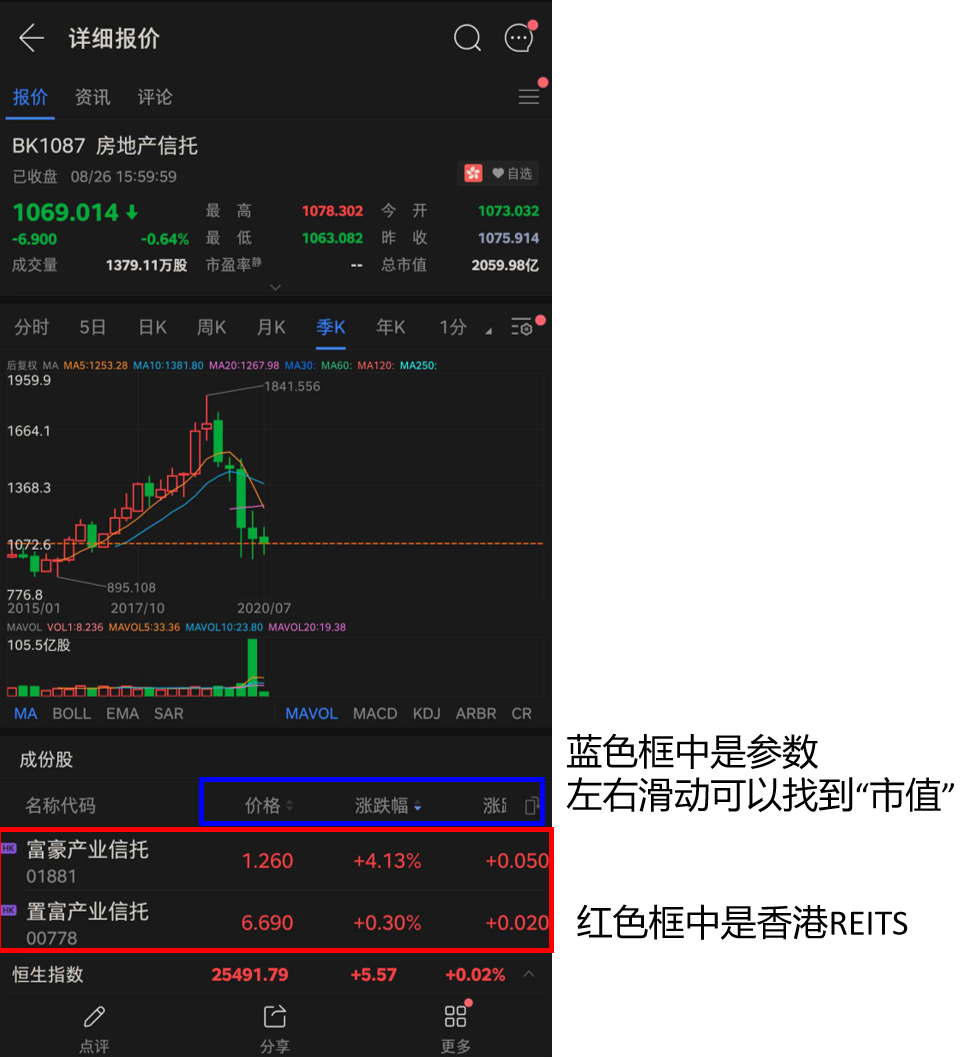 详细报价
报价 资讯 评论
BK1087 房地产信托
已收盘 08/26 15:59:59
自选
1069.014 最高 1078.302 今开 1073.032
-6.900 -0.64% 最低 1063.082 昨收 1075.914
成交量 1379.11万股 市盈率静 -- 总市值 2059.98亿
分时 5日 日K 周K 月K 季K 年K 1分
后复权 MA MA5:1253.28 MA10:1381.80 MA20:1267.98 MA30: MA60: MA120: MA250:
1959.9
1841.556
1664.1
1368.3
1072.6
895.108
776.8
2015/01 2017/10 2020/07
MAVOL VOL1:8.236 MAVOL5:33.36 MAVOL10:23.80 MAVOL20:19.38
105.5亿股
MA BOLL EMA SAR MAVOL MACD KDJ ARBR CR
成份股
名称代码 价格 涨跌幅 涨
蓝色框中是参数
左右滑动可以找到“市值”
HK 富豪产业信托 1.260 +4.13% +0.050
01881
HK 置富产业信托 6.690 +0.30% +0.020
00778
红色框中是香港REITS
恒生指数 25491.79 +5.57 +0.02%
点评 分享 更多